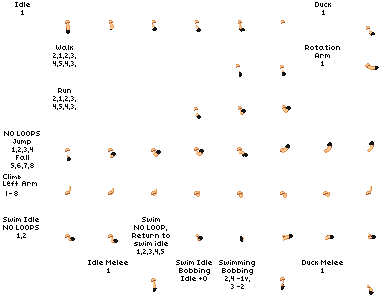 Idle
1
Duck
1
Walk
2,1,2,3,
4,5,4,3,
Rotation
Arm
1
Run
2,1,2,3,
4,5,4,3,
NO LOOPS
Jump
1,2,3,4
Fall
5,6,7,8
Climb
Left Arm
1-8
Swim Idle
NO LOOPS
1,2
Swim
NO LOOP,
Return to
swim idle
1,2,3,4,5
Idle Melee
1
Swim Idle
Bobbing
Idle +0
Swimming
Bobbing
2,4 -1v,
3 -2
Duck Melee
1